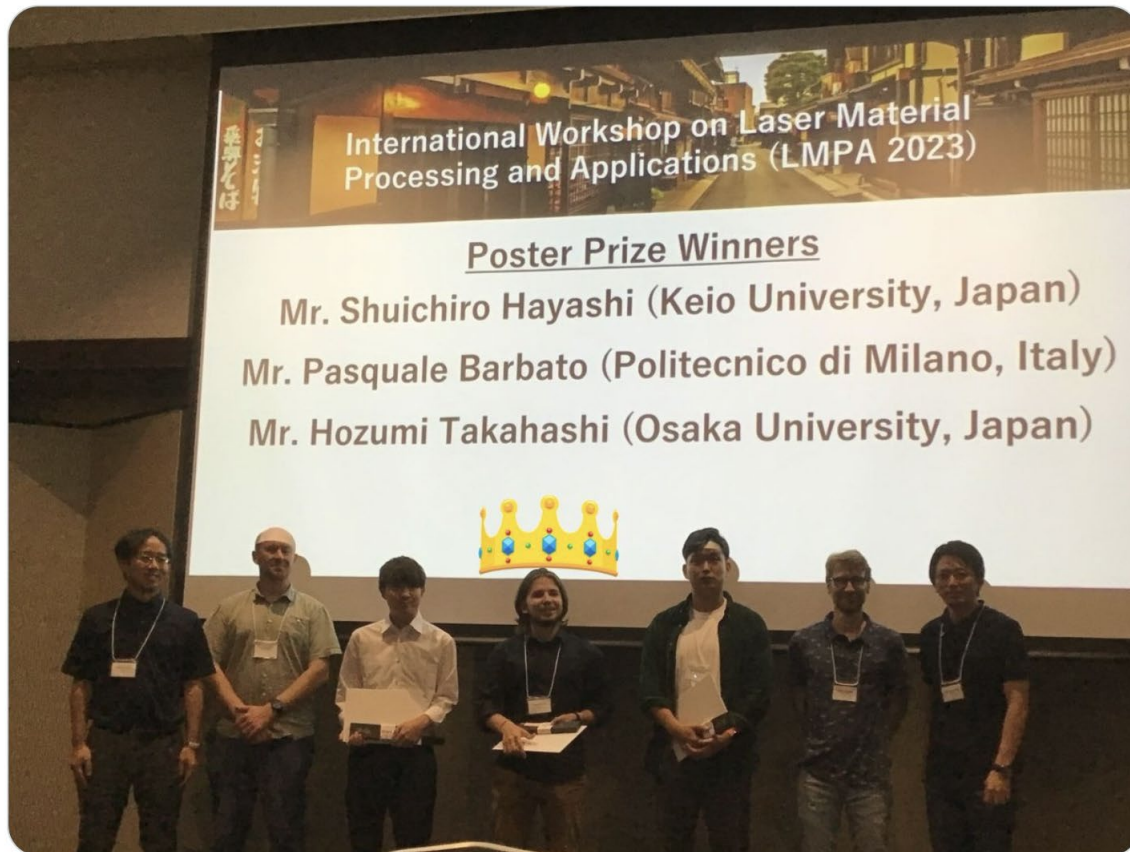 International Workshop on Laser Material
Processing and Applications (LMPA 2023)
Poster Prize Winners
Mr. Shuichiro Hayashi (Keio University, Japan)
Mr. Pasquale Barbato (Politecnico di Milano, Italy)
Mr. Hozumi Takahashi (Osaka University, Japan)